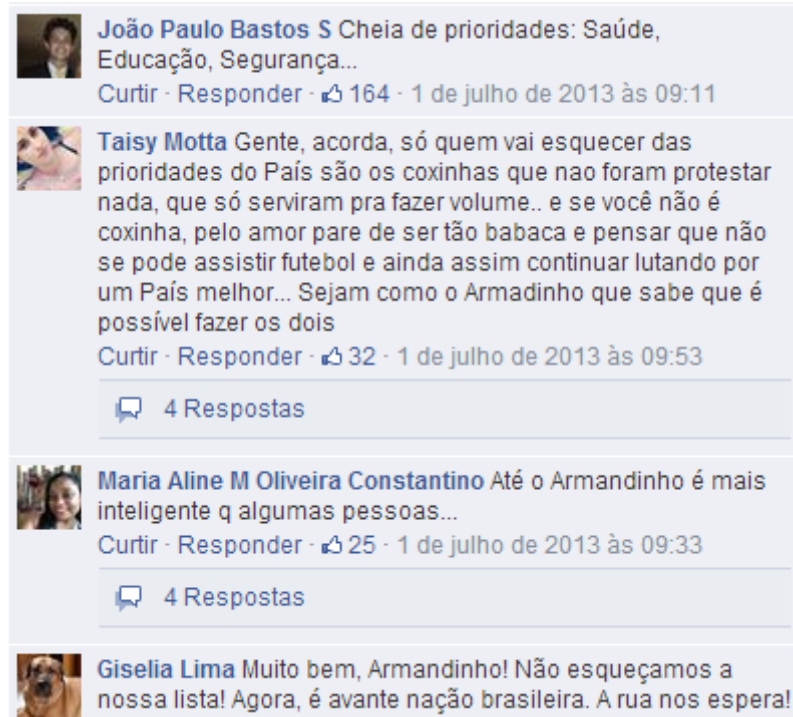 João Paulo Bastos S Cheia de prioridades: Saúde,
Educação, Segurança...
Curtir · Responder · 164 · 1 de julho de 2013 às 09:11
Taisy Motta Gente, acorda, só quem vai esquecer das
prioridades do País são os coxinhas que nao foram protestar
nada, que só serviram pra fazer volume.. e se você não é
coxinha, pelo amor pare de ser tão babaca e pensar que não
se pode assistir futebol e ainda assim continuar lutando por
um País melhor... Sejam como o Armadinho que sabe que é
possível fazer os dois
Curtir · Responder · 32 · 1 de julho de 2013 às 09:53
4 Respostas
Maria Aline M Oliveira Constantino Até o Armandinho é mais
inteligente q algumas pessoas...
Curtir · Responder · 25 · 1 de julho de 2013 às 09:33
4 Respostas
Giselia Lima Muito bem, Armandinho! Não esqueçamos a
nossa lista! Agora, é avante nação brasileira. A rua nos espera!